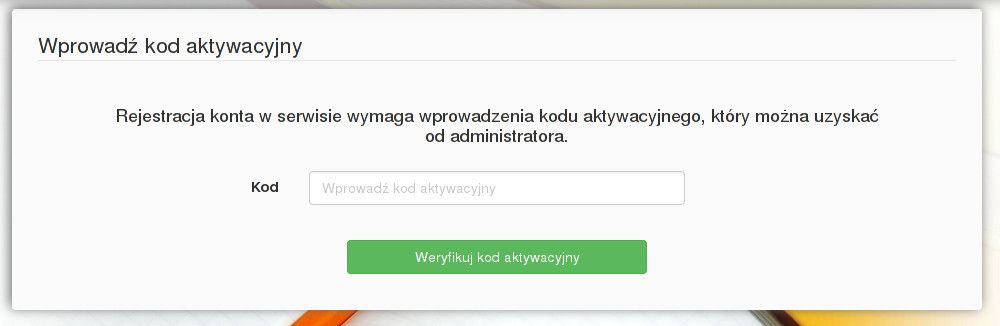 Wprowadź kod aktywacyjny
Rejestracja konta w serwisie wymaga wprowadzenia kodu aktywacyjnego, który można uzyskać
od administratora.
Kod
Wprowadź kod aktywacyjny
Weryfikuj kod aktywacyjny